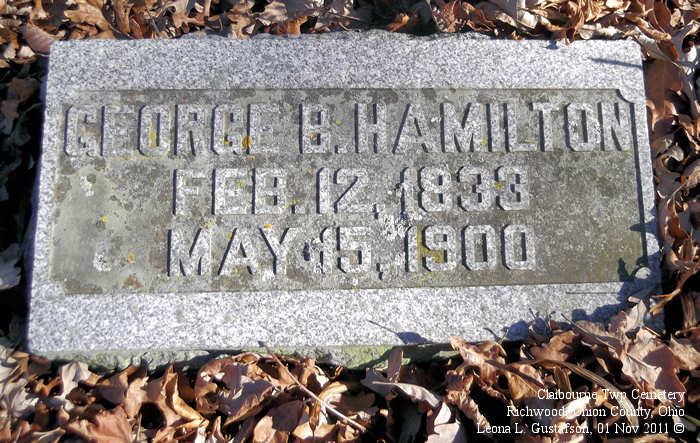 GEORGE B. HAMILTON
FEB. 12, 1833
MAY 15, 1900
Claibourne Twp Cemetery
Richwood, Union County, Ohio
Leona L. Gustafson, 01 Nov 2011 ©